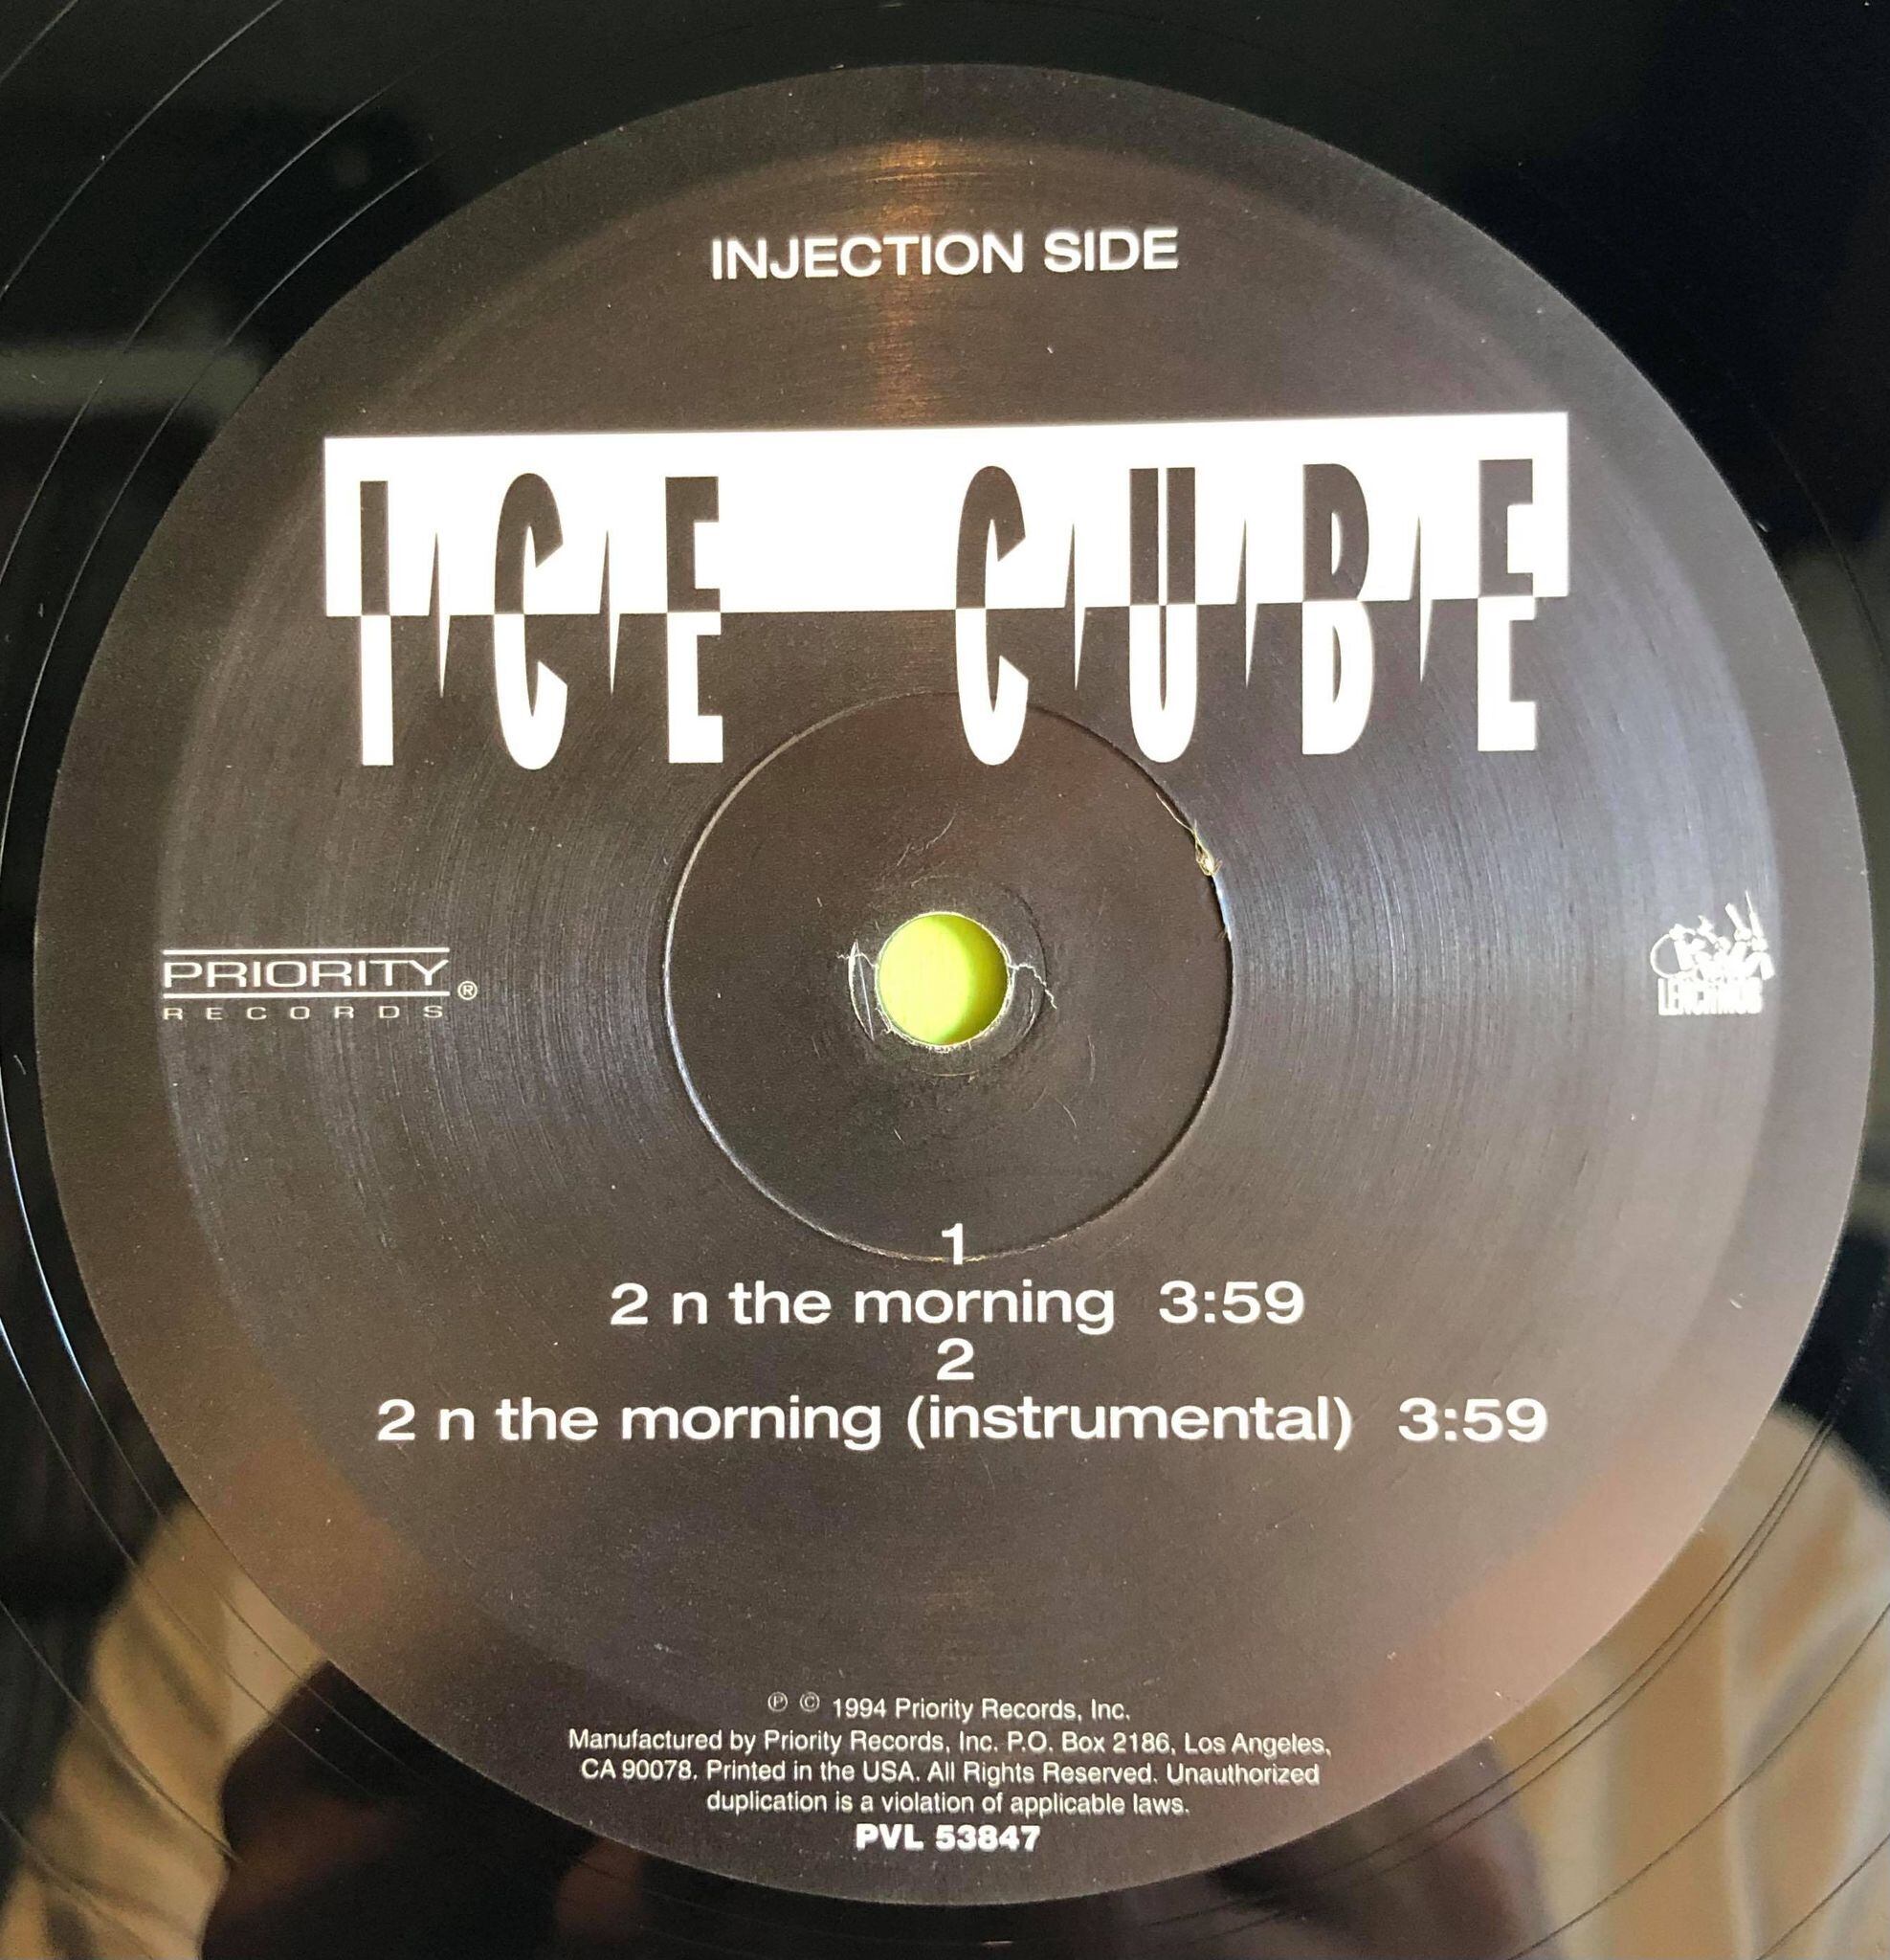 INJECTION SIDE
ICE CUBE
PRIORITY®
RECORDS
LENCH MOB
1
2 n the morning 3:59
2
2 n the morning (instrumental) 3:59
℗ © 1994 Priority Records, Inc.
Manufactured by Priority Records, Inc. P.O. Box 2186, Los Angeles,
CA 90078. Printed in the USA. All Rights Reserved. Unauthorized
duplication is a violation of applicable laws.
PVL 53847